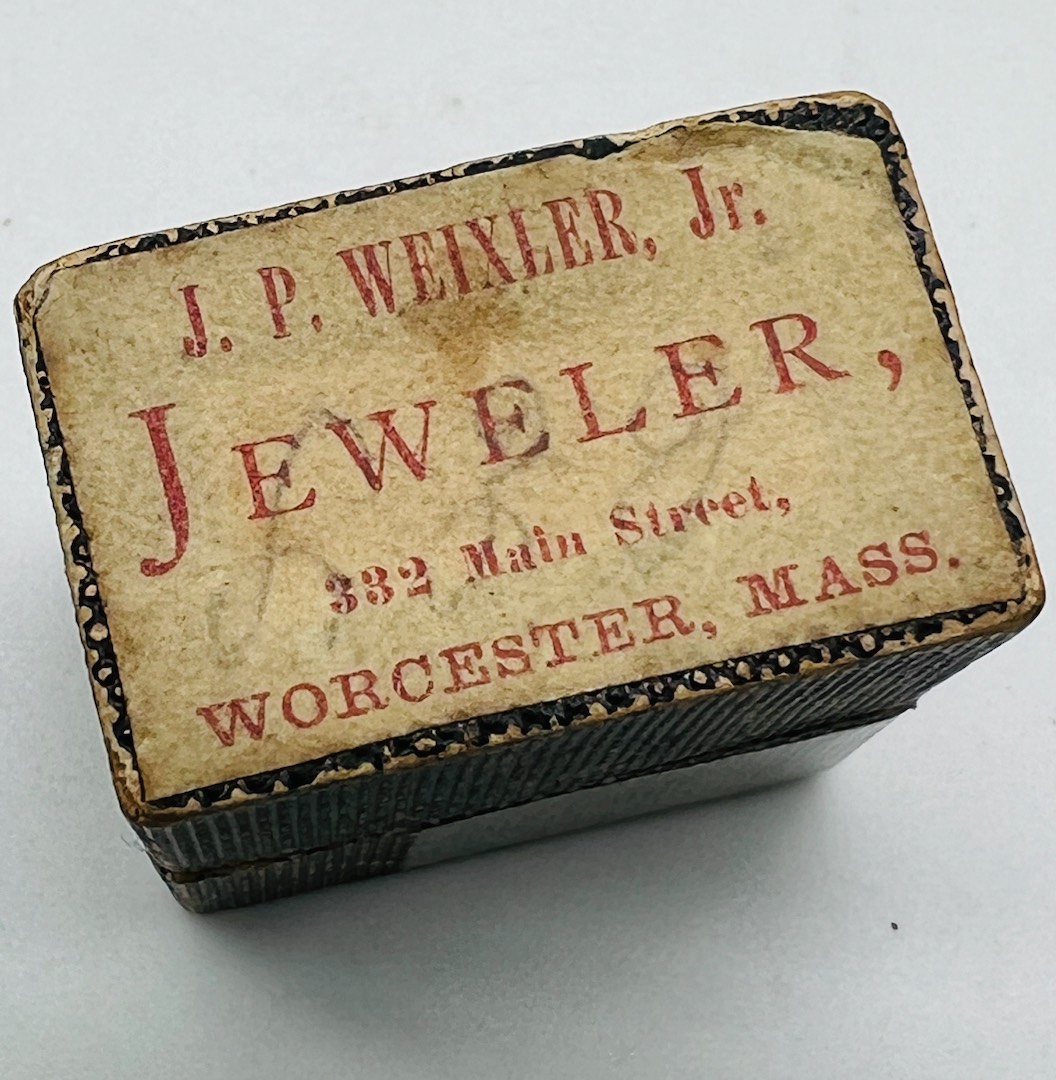 J. P. WEIXLER, Jr.
JEWELER,
332 Main Street,
WORCESTER, MASS.